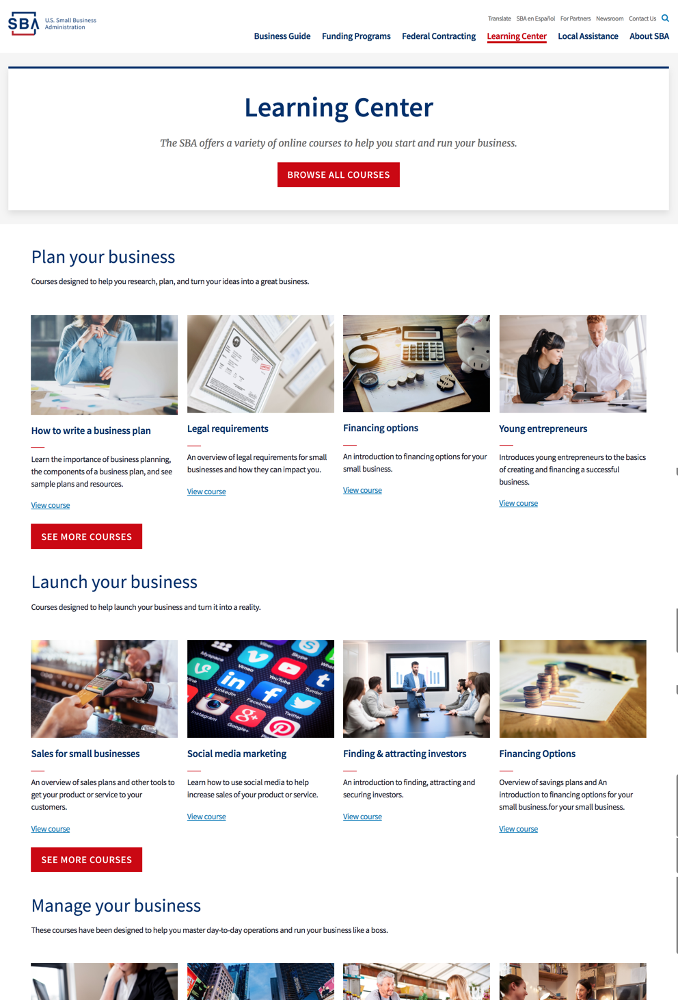 SBA U.S. Small Business
Administration
Translate SBA en Español For Partners Newsroom Contact Us
Business Guide Funding Programs Federal Contracting Learning Center Local Assistance About SBA
Learning Center
The SBA offers a variety of online courses to help you start and run your business.
BROWSE ALL COURSES
Plan your business
Courses designed to help you research, plan, and turn your ideas into a great business.
How to write a business plan
Learn the importance of business planning,
the components of a business plan, and see
sample plans and resources.
View course
Legal requirements
An overview of legal requirements for small
businesses and how they can impact you.
View course
Financing options
An introduction to financing options for your
small business.
View course
Young entrepreneurs
Introduces young entrepreneurs to the basics
of creating and financing a successful
business.
View course
SEE MORE COURSES
Launch your business
Courses designed to help launch your business and turn it into a reality.
Viber
Skype
Myspace
Vimeo
YouTube
Tumblr
LinkedIn
Facebook
Twitter
Instagram
Google+
Sales for small businesses
An overview of sales plans and other tools to
get your product or service to your
customers.
View course
Social media marketing
Learn how to use social media to help
increase sales of your product or service.
View course
Finding & attracting investors
An introduction to finding, attracting and
securing investors.
View course
Financing Options
Overview of savings plans and An
introduction to financing options for your
small business.for your small business.
View course
SEE MORE COURSES
Manage your business
These courses have been designed to help you master day-to-day operations and run your business like a boss.